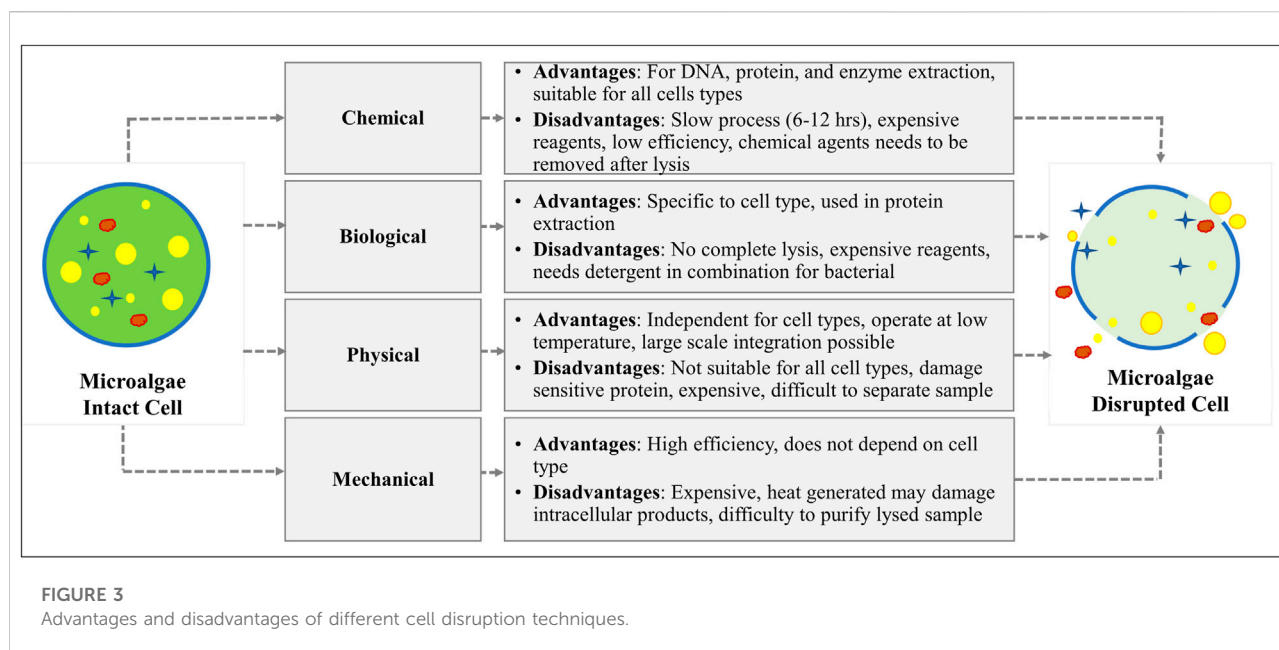 Chemical
• Advantages: For DNA, protein, and enzyme extraction,
suitable for all cells types
• Disadvantages: Slow process (6-12 hrs), expensive
reagents, low efficiency, chemical agents needs to be
removed after lysis
Biological
• Advantages: Specific to cell type, used in protein
extraction
• Disadvantages: No complete lysis, expensive reagents,
needs detergent in combination for bacterial
Physical
• Advantages: Independent for cell types, operate at low
temperature, large scale integration possible
• Disadvantages: Not suitable for all cell types, damage
sensitive protein, expensive, difficult to separate sample
Mechanical
• Advantages: High efficiency, does not depend on cell
type
• Disadvantages: Expensive, heat generated may damage
intracellular products, difficulty to purify lysed sample
Microalgae
Intact Cell
Microalgae
Disrupted Cell
FIGURE 3
Advantages and disadvantages of different cell disruption techniques.